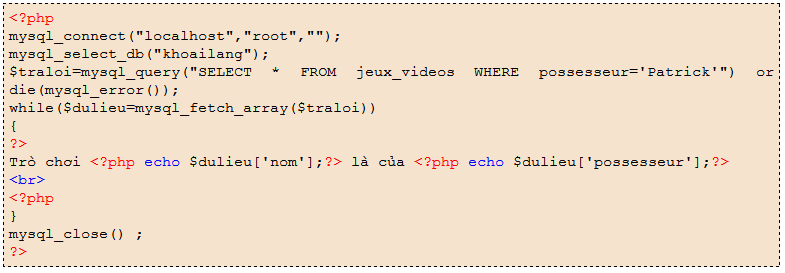 <?php
mysql_connect("localhost","root","");
mysql_select_db("khoailang");
$traloi=mysql_query("SELECT * FROM jeux_videos WHERE possesseur='Patrick'") or
die(mysql_error());
while($dulieu=mysql_fetch_array($traloi))
{
?>
Trò chơi <?php echo $dulieu['nom'];?> là của <?php echo $dulieu['possesseur'];?>
<br>
<?php
}
mysql_close() ;
?>